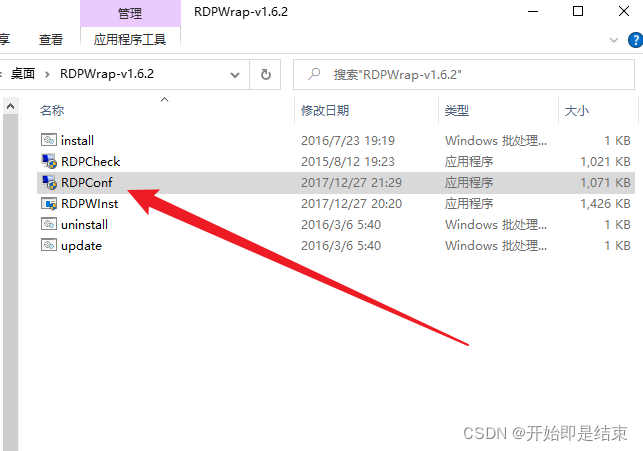 管理
RDPWrap-v1.6.2
享
查看
应用程序工具
桌面 › RDPWrap-v1.6.2
搜索"RDPWrap-v1.6.2"
名称 修改日期 类型 大小
install 2016/7/23 19:19 Windows 批处理... 1 KB
RDPCheck 2015/8/12 19:23 应用程序 1,021 KB
RDPConf 2017/12/27 21:29 应用程序 1,071 KB
RDPWInst 2017/12/27 20:20 应用程序 1,426 KB
uninstall 2016/3/6 5:40 Windows 批处理... 1 KB
update 2016/3/6 5:40 Windows 批处理... 1 KB
CSDN @开始即是结束